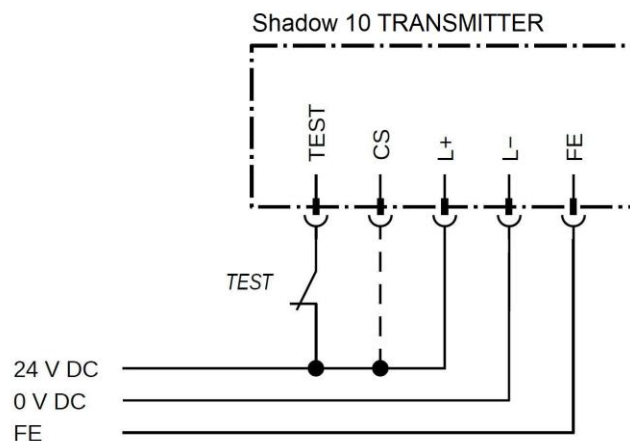 Shadow 10 TRANSMITTER
TEST
CS
L+
L−
FE
TEST
24 V DC
0 V DC
FE